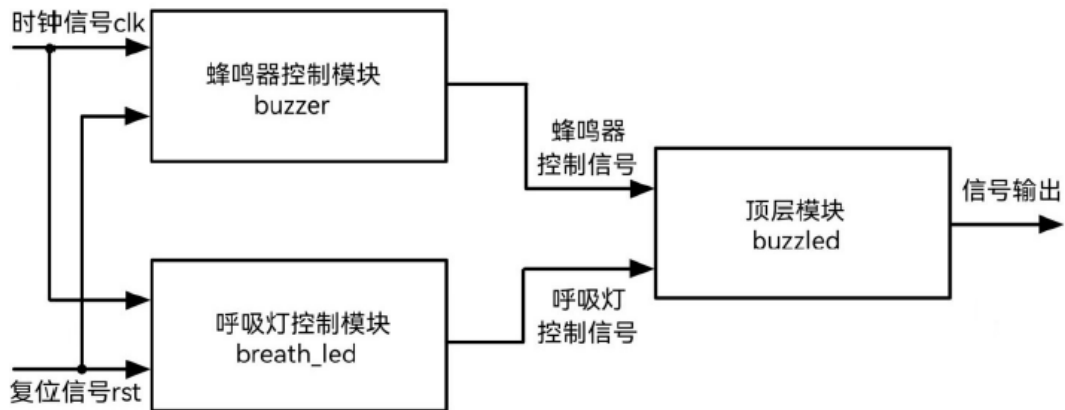 时钟信号clk
蜂鸣器控制模块
buzzer
蜂鸣器
控制信号
顶层模块
buzzled
信号输出
呼吸灯控制模块
breath_led
呼吸灯
控制信号
复位信号rst